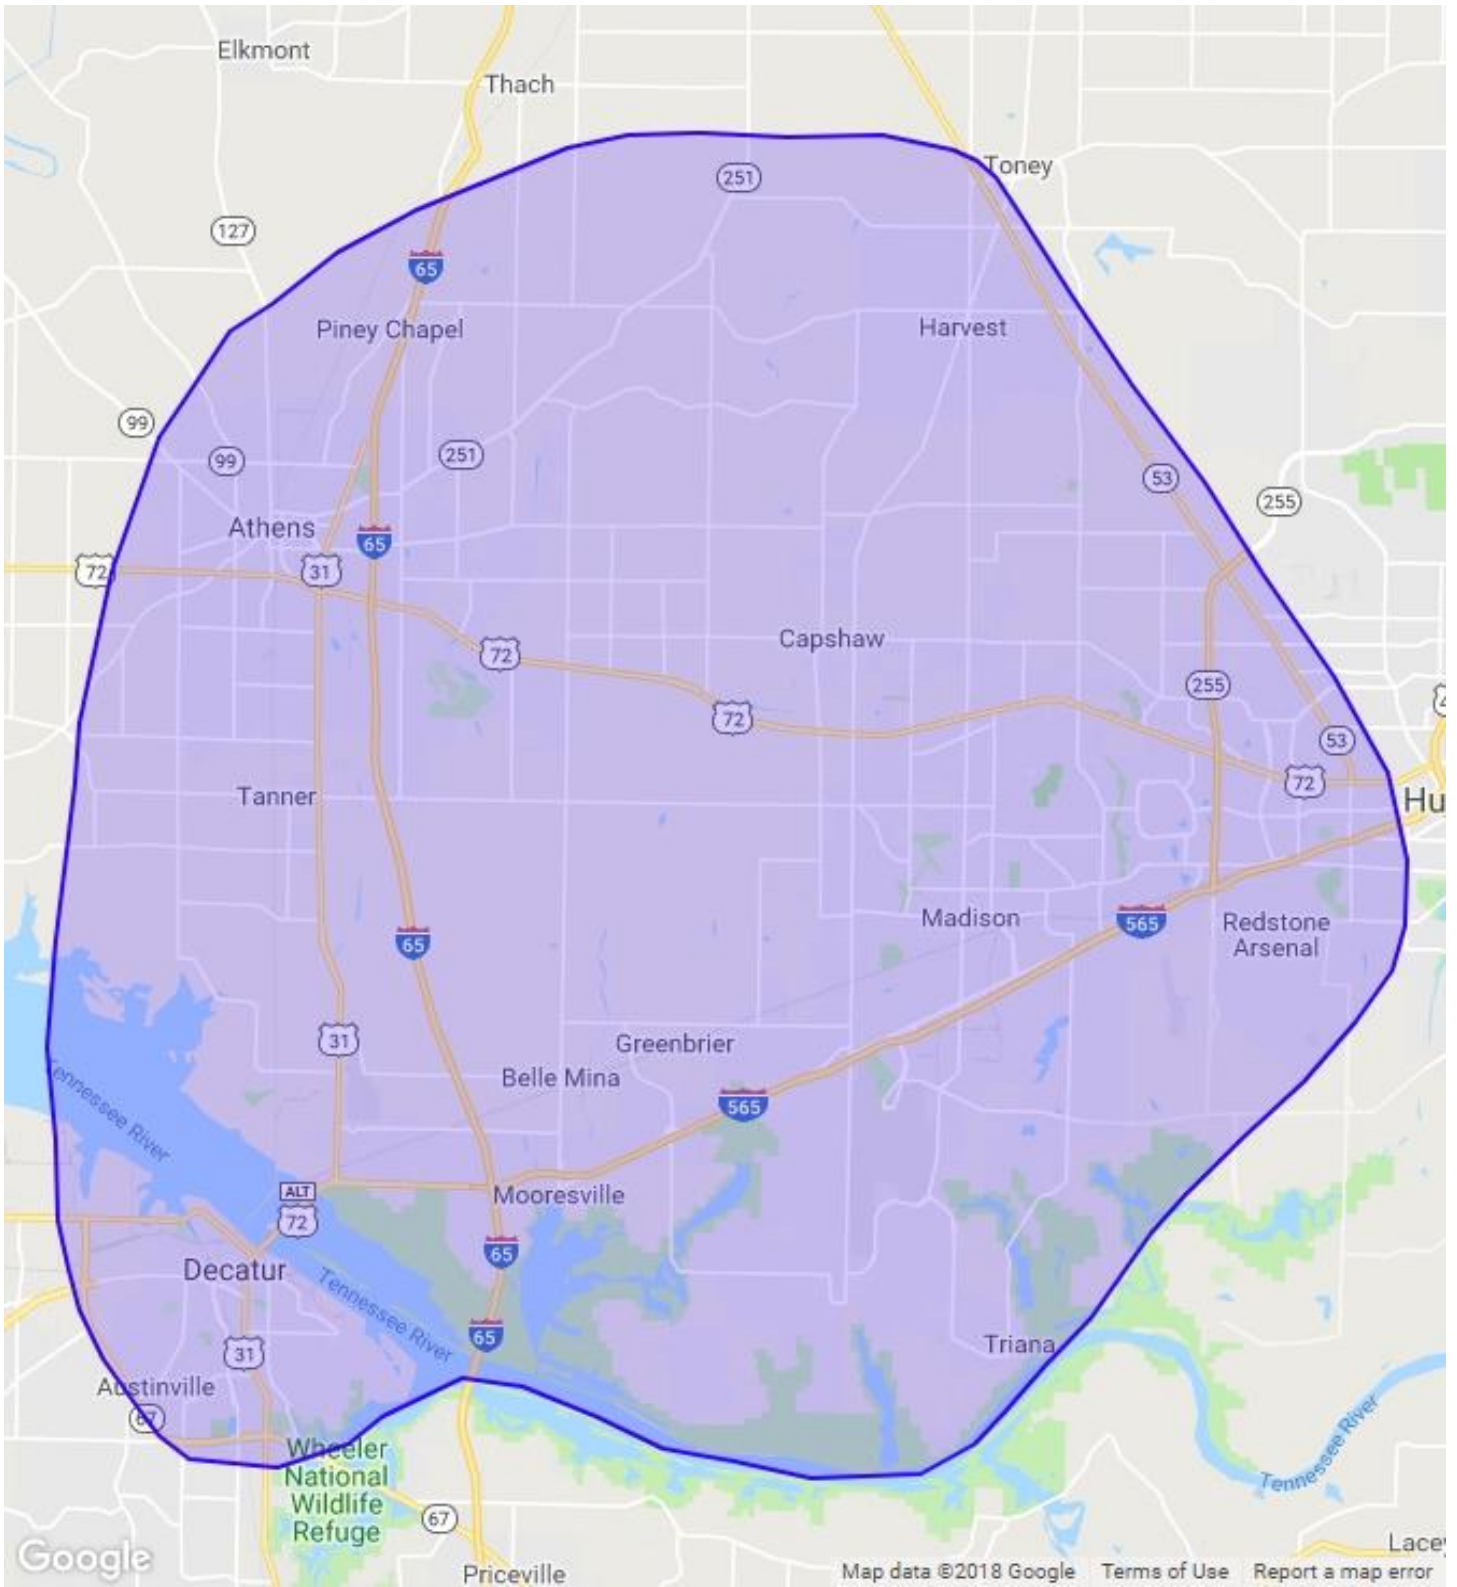 Elkmont
Thach
Toney
251
127
65
Piney Chapel
Harvest
99
99
251
53
255
Athens
65
72
31
Capshaw
72
255
72
53
72
Tanner
Hu
Madison
565
Redstone
Arsenal
65
31
Greenbrier
Belle Mina
Tennessee River
565
ALT
72
Mooresville
65
Decatur
Tennessee River
65
31
Triana
Austinville
67
Wheeler
National
Wildlife
Refuge
Tennessee River
67
Lacey
Google
Priceville
Map data ©2018 Google Terms of Use Report a map error